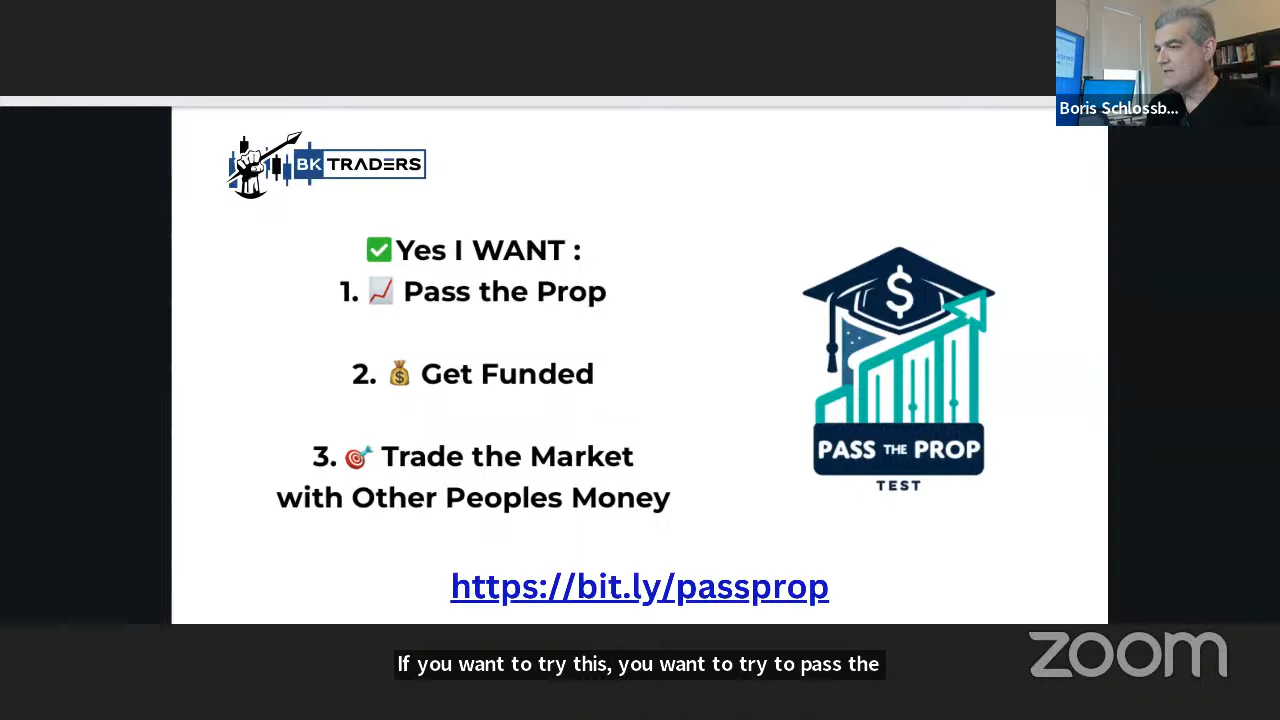 Boris Schlossb...
BK TRADERS
✅Yes I WANT :
1. 📈 Pass the Prop
2. 💰 Get Funded
3. 🎯 Trade the Market
with Other Peoples Money
$
PASS THE PROP
TEST
https://bit.ly/passprop
If you want to try this, you want to try to pass the
zoom